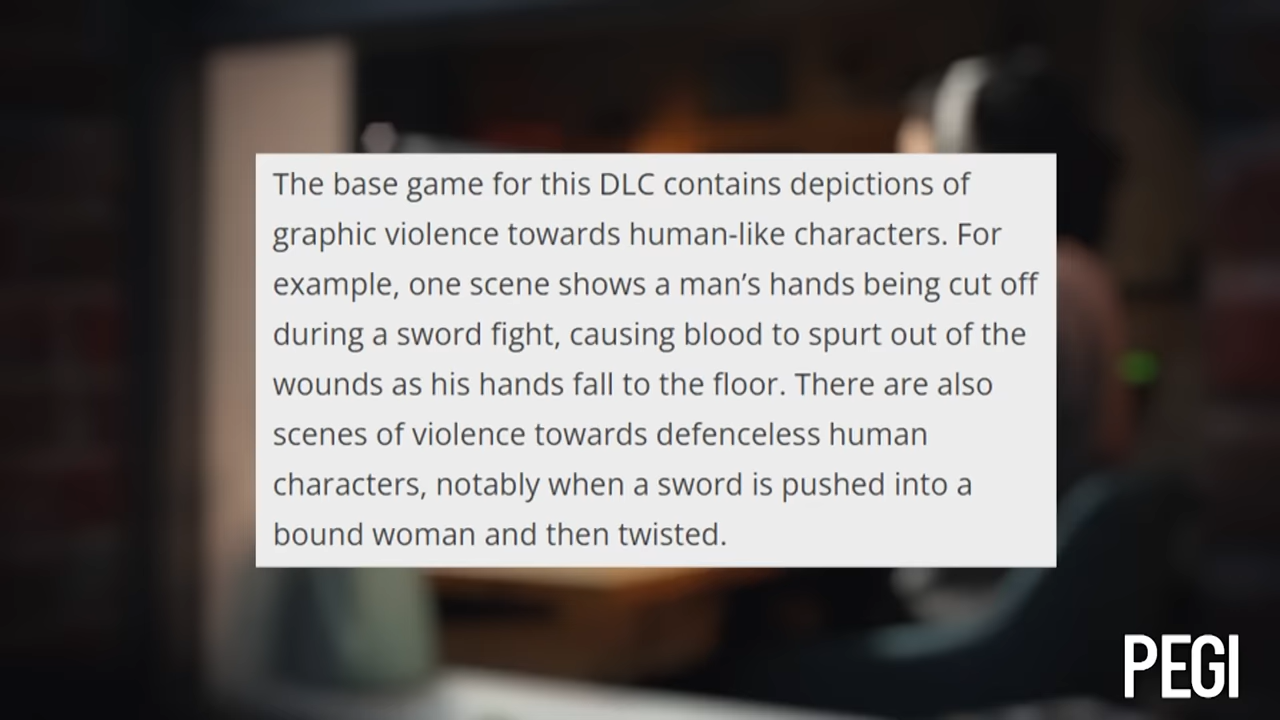 The base game for this DLC contains depictions of
graphic violence towards human-like characters. For
example, one scene shows a man’s hands being cut off
during a sword fight, causing blood to spurt out of the
wounds as his hands fall to the floor. There are also
scenes of violence towards defenceless human
characters, notably when a sword is pushed into a
bound woman and then twisted.
PEGI